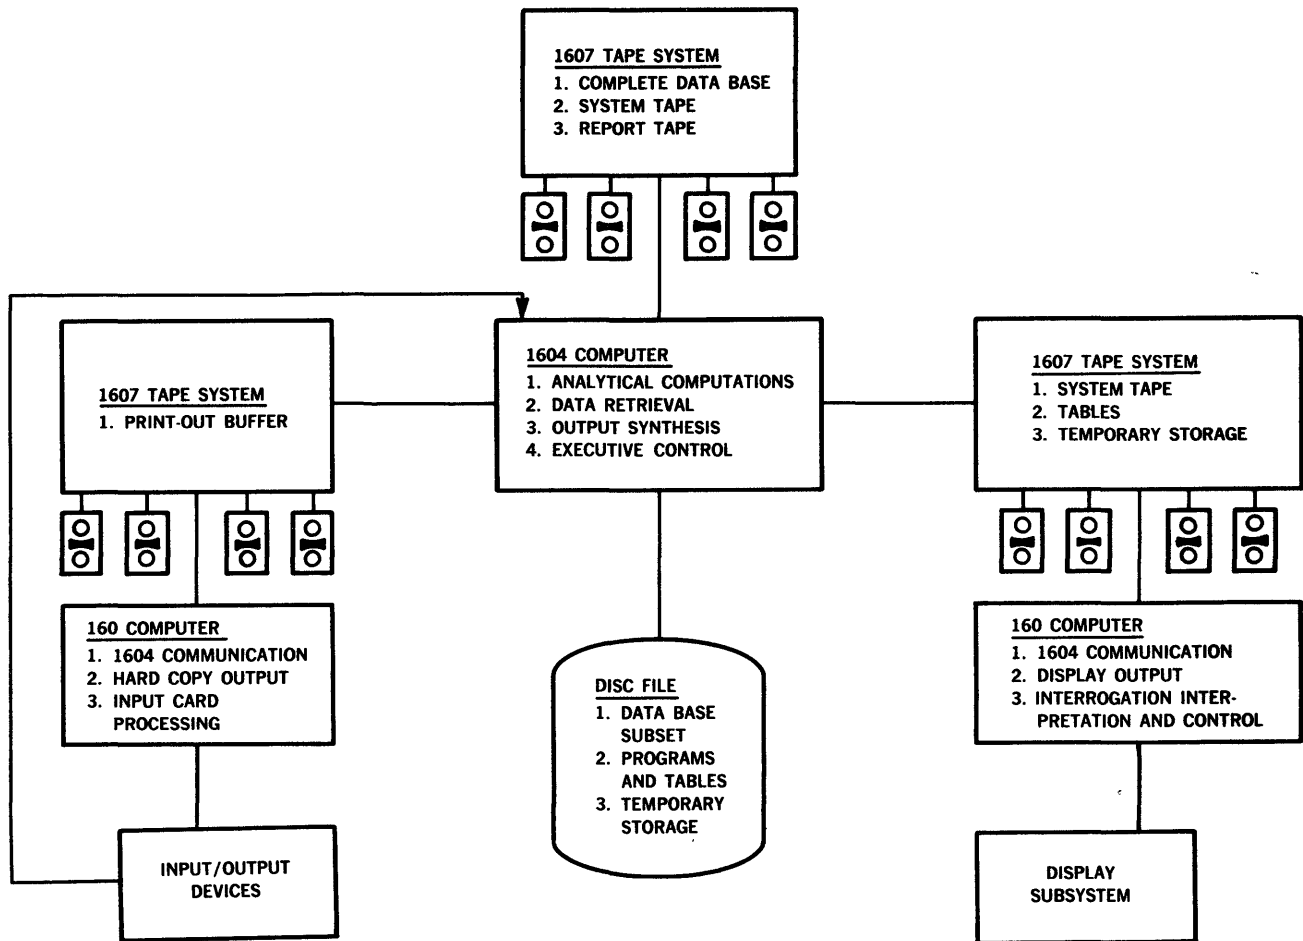 1607 TAPE SYSTEM
1. COMPLETE DATA BASE
2. SYSTEM TAPE
3. REPORT TAPE
1607 TAPE SYSTEM
1. PRINT-OUT BUFFER
1604 COMPUTER
1. ANALYTICAL COMPUTATIONS
2. DATA RETRIEVAL
3. OUTPUT SYNTHESIS
4. EXECUTIVE CONTROL
1607 TAPE SYSTEM
1. SYSTEM TAPE
2. TABLES
3. TEMPORARY STORAGE
160 COMPUTER
1. 1604 COMMUNICATION
2. HARD COPY OUTPUT
3. INPUT CARD
PROCESSING
DISC FILE
1. DATA BASE
SUBSET
2. PROGRAMS
AND TABLES
3. TEMPORARY
STORAGE
160 COMPUTER
1. 1604 COMMUNICATION
2. DISPLAY OUTPUT
3. INTERROGATION INTER-
PRETATION AND CONTROL
INPUT/OUTPUT
DEVICES
DISPLAY
SUBSYSTEM